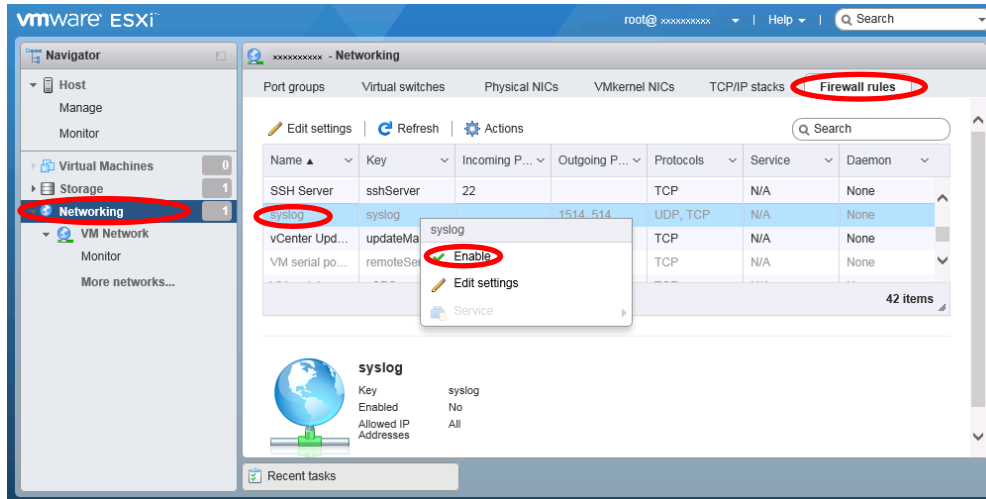 vmware ESXi
root@ xxxxxxxxxx | Help | Search
Navigator
Host
Manage
Monitor
Virtual Machines 0
Storage 1
Networking 1
VM Network
Monitor
More networks...
xxxxxxxxxx - Networking
Port groups Virtual switches Physical NICs VMkernel NICs TCP/IP stacks Firewall rules
Edit settings | Refresh | Actions Search
Name Key Incoming P... Outgoing P... Protocols Service Daemon
SSH Server sshServer 22 TCP N/A None
syslog syslog 1514, 514 UDP, TCP N/A None
vCenter Upd... updateMa TCP N/A None
VM serial po... remoteSer TCP N/A None
42 items
syslog
Enable
Edit settings
Service
syslog
Key syslog
Enabled No
Allowed IP Addresses All
Recent tasks